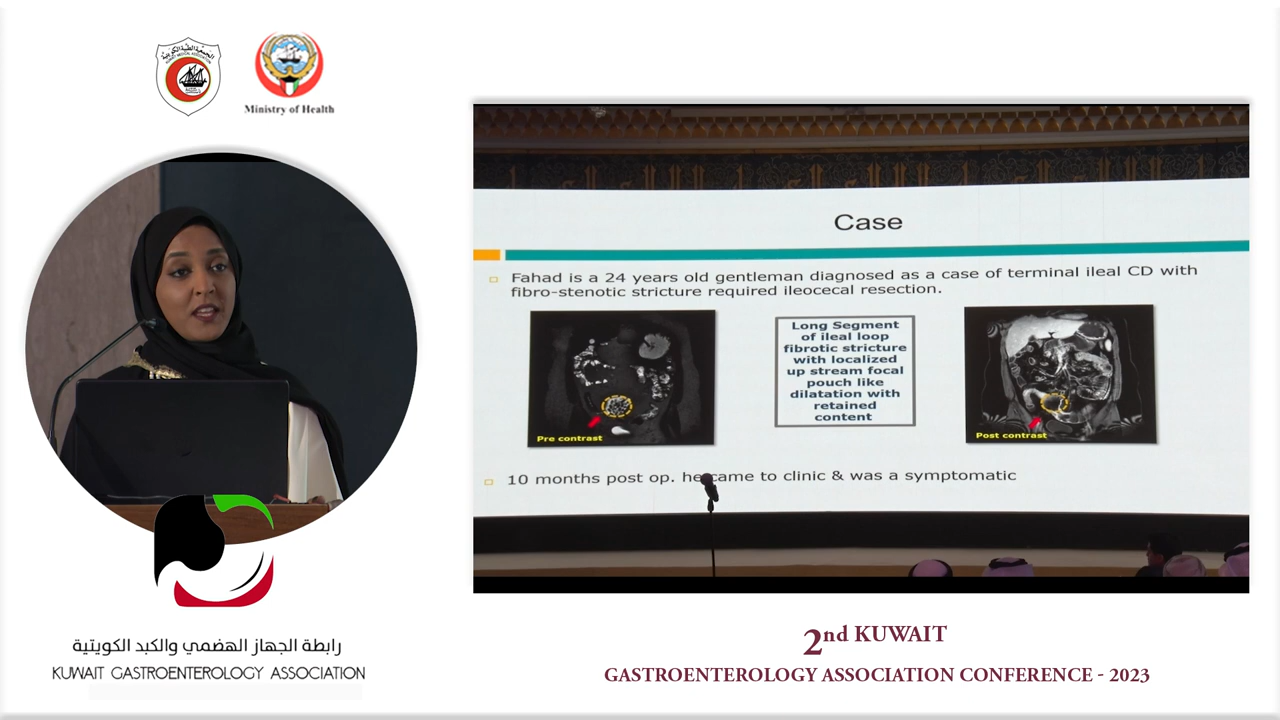 Ministry of Health
Case
Fahad is a 24 years old gentleman diagnosed as a case of terminal ileal CD with
fibro-stenotic stricture required ileocecal resection.
Long Segment
of ileal loop
fibrotic stricture
with localized
up stream focal
pouch like
dilatation with
retained
content
Pre contrast
Post contrast
10 months post op. he came to clinic & was a symptomatic
رابطة الجهاز الهضمي والكبد الكويتية
KUWAIT GASTROENTEROLOGY ASSOCIATION
2nd KUWAIT
GASTROENTEROLOGY ASSOCIATION CONFERENCE - 2023